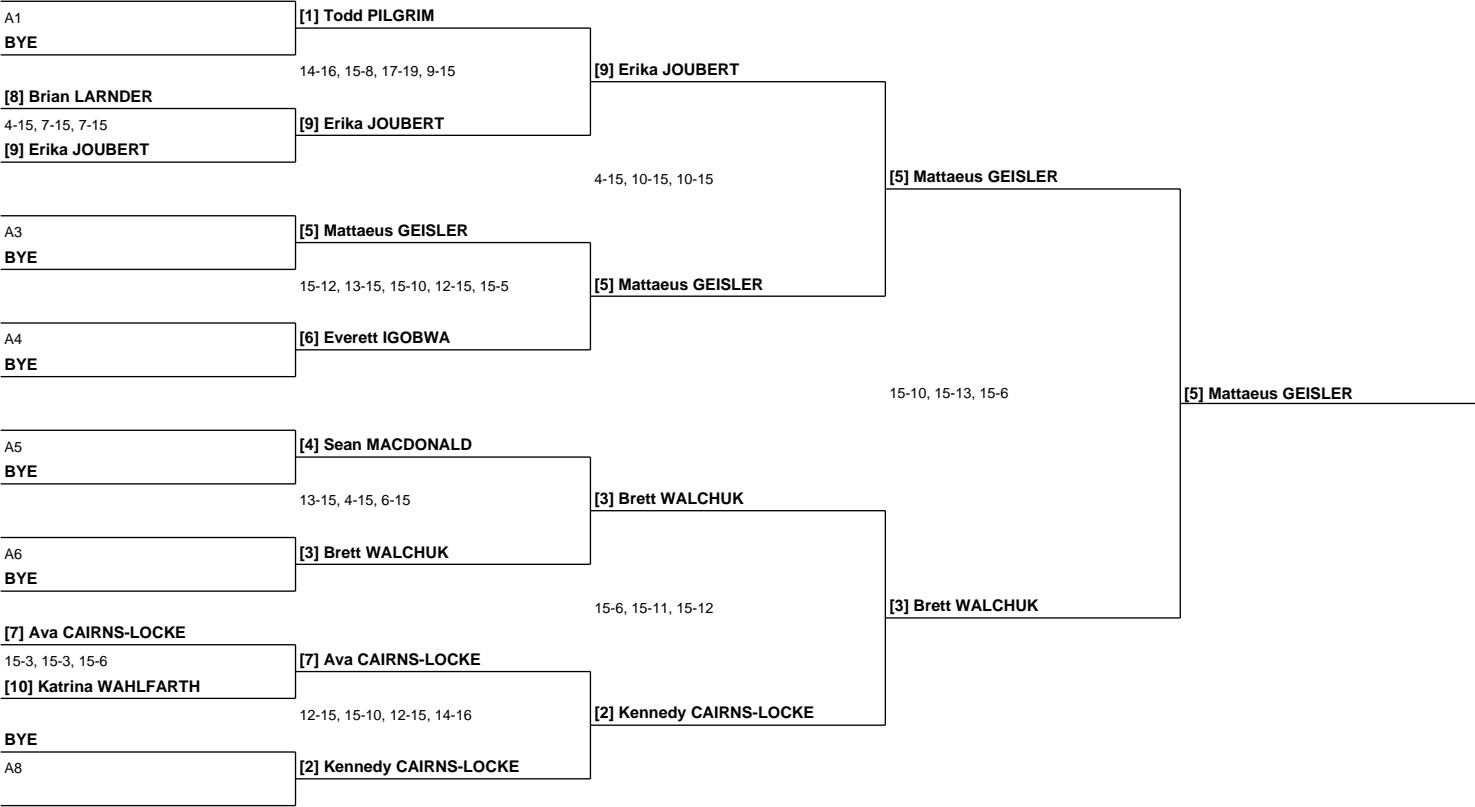 A1
BYE
[1] Todd PILGRIM
14-16, 15-8, 17-19, 9-15
[8] Brian LARNDER
4-15, 7-15, 7-15
[9] Erika JOUBERT
[9] Erika JOUBERT
[9] Erika JOUBERT
4-15, 10-15, 10-15
A3
BYE
[5] Mattaeus GEISLER
15-12, 13-15, 15-10, 12-15, 15-5
A4
BYE
[6] Everett IGOBWA
[5] Mattaeus GEISLER
[5] Mattaeus GEISLER
15-10, 15-13, 15-6
[5] Mattaeus GEISLER
A5
BYE
[4] Sean MACDONALD
13-15, 4-15, 6-15
A6
BYE
[3] Brett WALCHUK
[3] Brett WALCHUK
15-6, 15-11, 15-12
[3] Brett WALCHUK
[7] Ava CAIRNS-LOCKE
15-3, 15-3, 15-6
[10] Katrina WAHLFARTH
[7] Ava CAIRNS-LOCKE
12-15, 15-10, 12-15, 14-16
BYE
A8
[2] Kennedy CAIRNS-LOCKE
[2] Kennedy CAIRNS-LOCKE